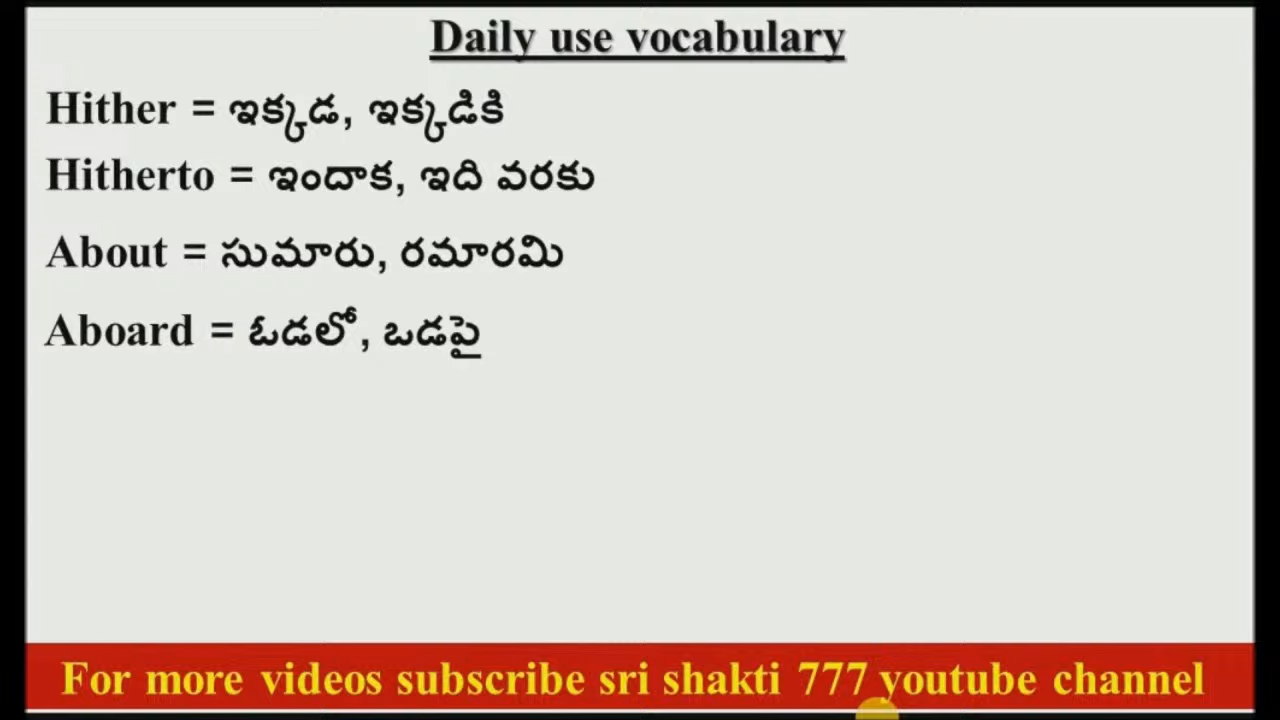 Daily use vocabulary
Hither = ఇక్కడ, ఇక్కడికి
Hitherto = ఇందాక, ఇది వరకు
About = సుమారు, రమారమి
Aboard = ఓడలో, ఒడపై
For more videos subscribe sri shakti 777 youtube channel